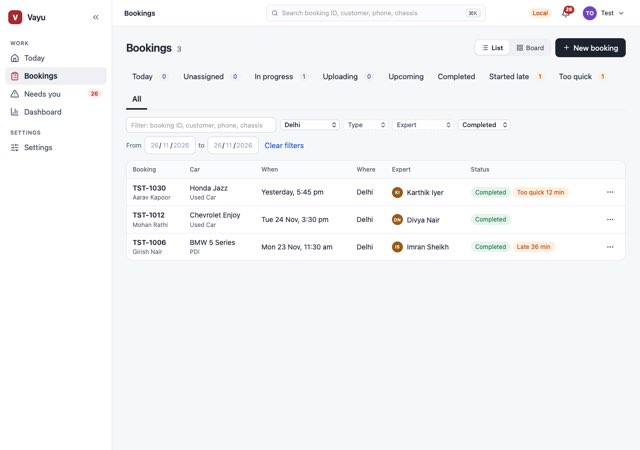 V Vayu
WORK
Today
Bookings
Needs you 26
Dashboard
SETTINGS
Settings
Bookings
Search booking ID, customer, phone, chassis ⌘K
Local
26
TO Test
Bookings 3
List Board
+ New booking
Today 0 Unassigned 0 In progress 1 Uploading 0 Upcoming Completed Started late 1 Too quick 1
All
Filter: booking ID, customer, phone, chassis Delhi Type Expert Completed
From 26/11/2026 to 26/11/2026 Clear filters
Booking Car When Where Expert Status
TST-1030 Honda Jazz Yesterday, 5:45 pm Delhi KI Karthik Iyer Completed Too quick 12 min ...
Aarav Kapoor Used Car
TST-1012 Chevrolet Enjoy Tue 24 Nov, 3:30 pm Delhi DN Divya Nair Completed ...
Mohan Rathi Used Car
TST-1006 BMW 5 Series Mon 23 Nov, 11:30 am Delhi IS Imran Sheikh Completed Late 36 min ...
Girish Nair PDI